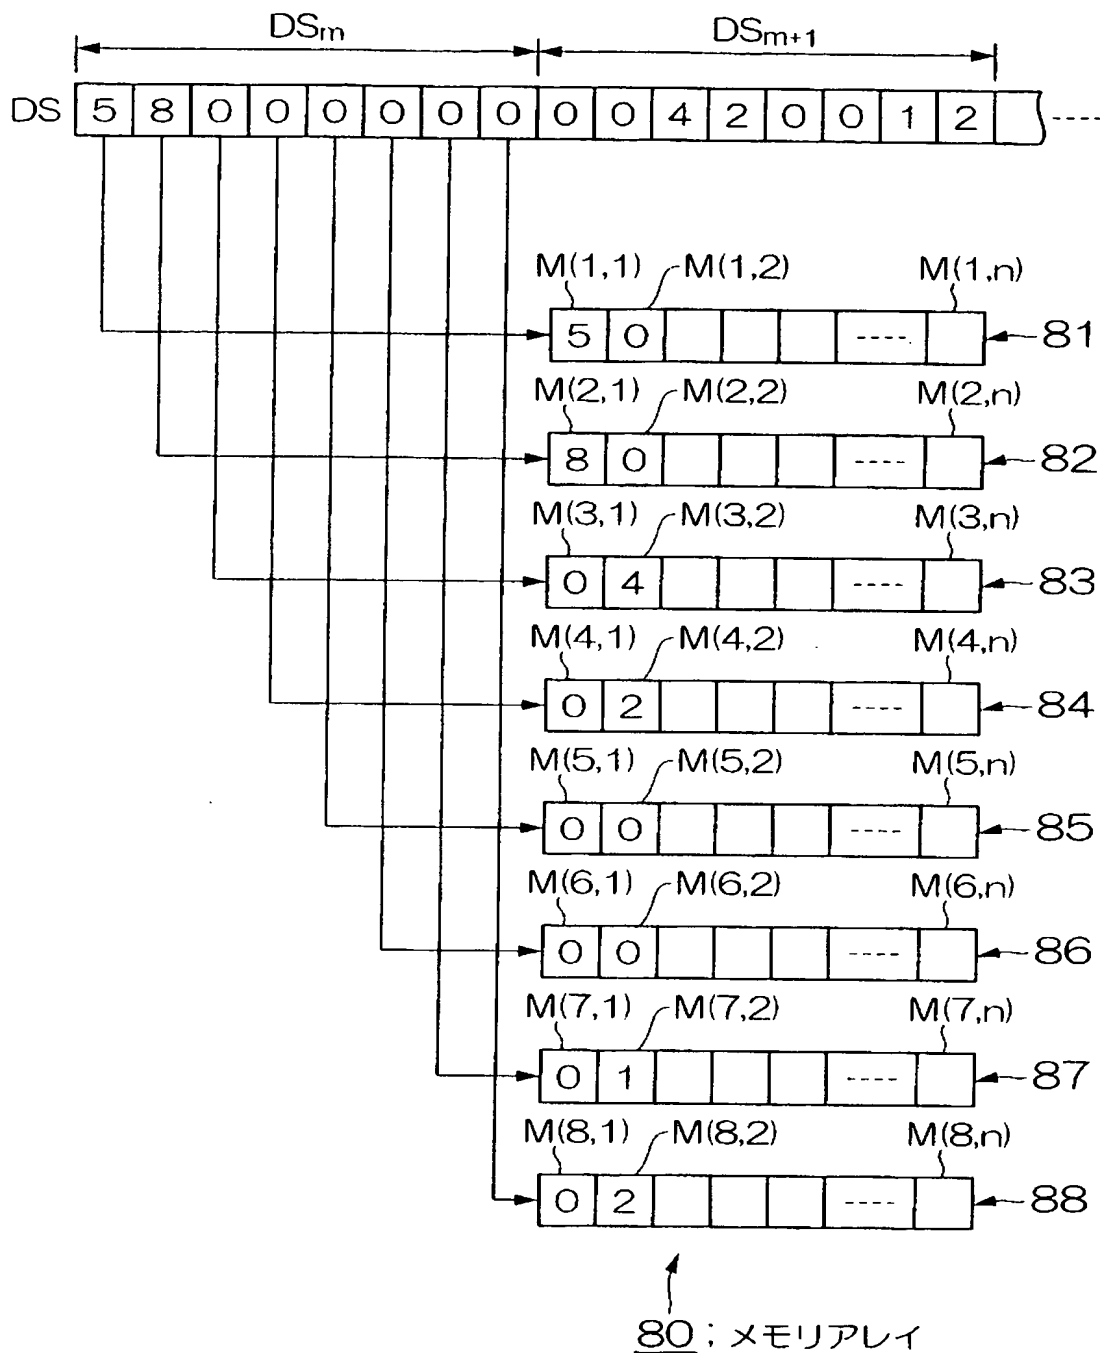 DSm DSm+1
DS 5 8 0 0 0 0 0 0 0 0 4 2 0 0 1 2 ----
M(1,1) M(1,2) M(1,n)
5 0 ---- 81
M(2,1) M(2,2) M(2,n)
8 0 ---- 82
M(3,1) M(3,2) M(3,n)
0 4 ---- 83
M(4,1) M(4,2) M(4,n)
0 2 ---- 84
M(5,1) M(5,2) M(5,n)
0 0 ---- 85
M(6,1) M(6,2) M(6,n)
0 0 ---- 86
M(7,1) M(7,2) M(7,n)
0 1 ---- 87
M(8,1) M(8,2) M(8,n)
0 2 ---- 88
80 ; メモリアレイ